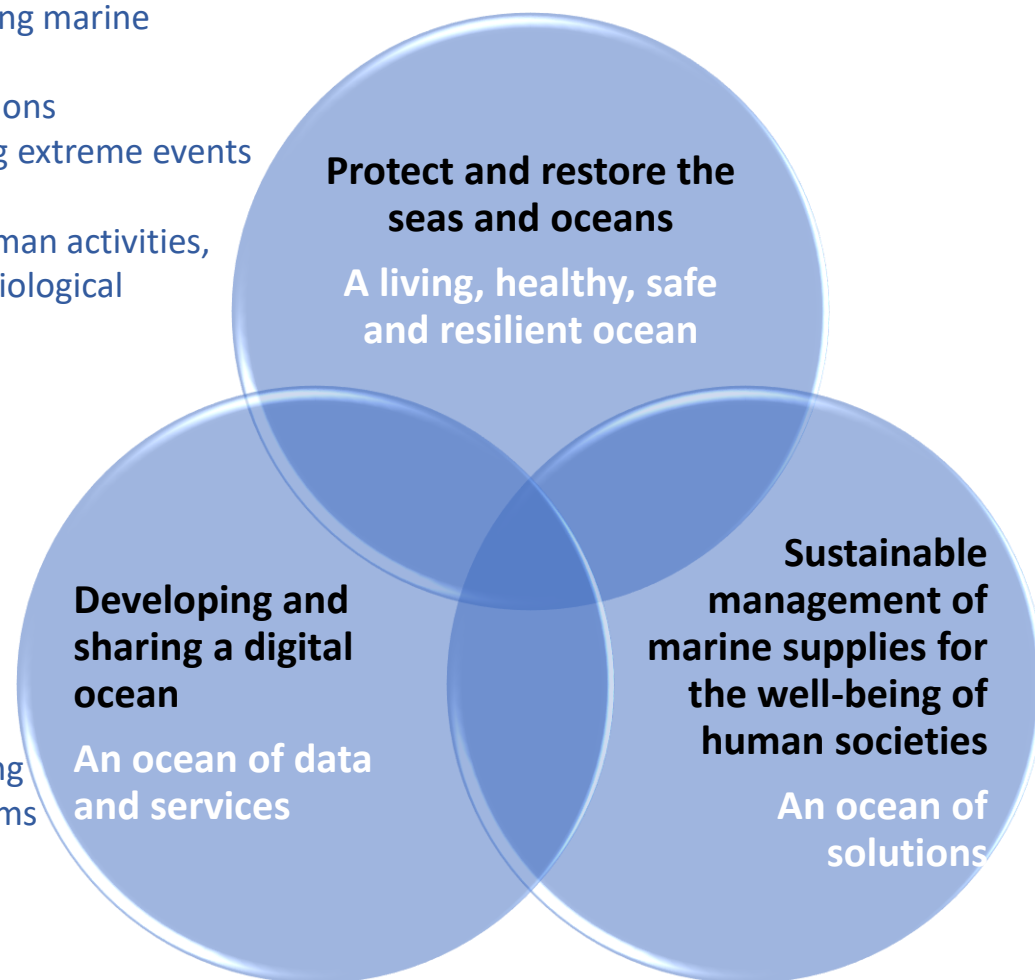 ng marine
ons
g extreme events
man activities,
iological
Protect and restore the
seas and oceans
A living, healthy, safe
and resilient ocean
Developing and
sharing a digital
ocean
An ocean of data
and services
ng
ms
Sustainable
management of
marine supplies for
the well-being of
human societies
An ocean of
solutions